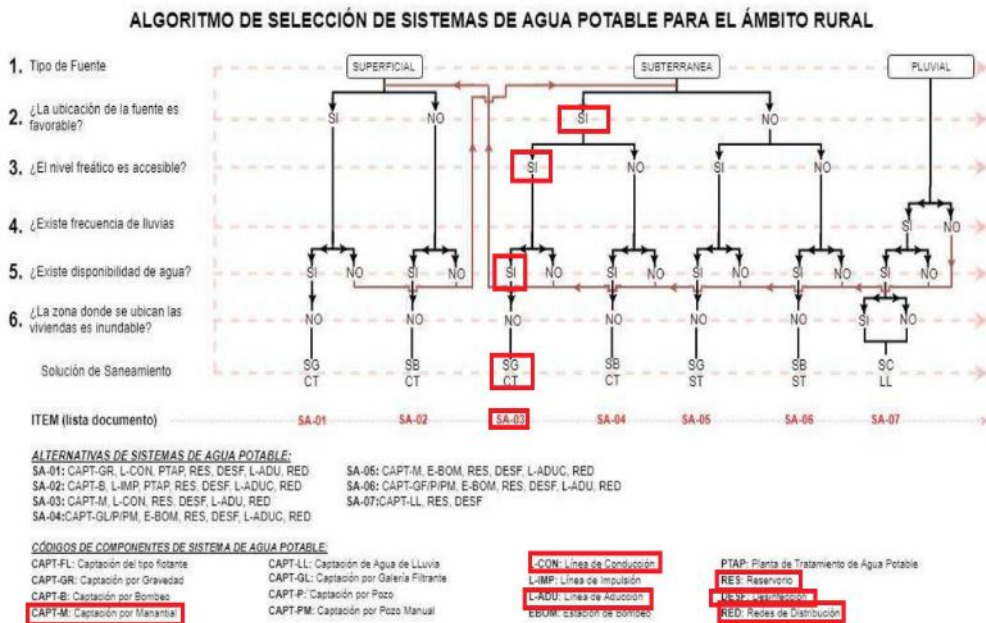 ALGORITMO DE SELECCIÓN DE SISTEMAS DE AGUA POTABLE PARA EL ÁMBITO RURAL
1. Tipo de Fuente SUPERFICIAL SUBTERRANEA PLUVIAL
2. ¿La ubicación de la fuente es favorable? SI NO SI NO
3. ¿El nivel freático es accesible? SI NO SI NO
4. ¿Existe frecuencia de lluvias SI NO
5. ¿Existe disponibilidad de agua? SI NO SI NO SI NO SI NO SI NO SI NO SI NO
6. ¿La zona donde se ubican las viviendas es inundable? NO NO NO NO NO NO SI NO
Solución de Saneamiento SG SB SG SB SG SB SC
CT CT CT CT ST ST LL
ITEM (lista documento) SA-01 SA-02 SA-03 SA-04 SA-05 SA-06 SA-07
ALTERNATIVAS DE SISTEMAS DE AGUA POTABLE:
SA-01: CAPT-GR, L-CON, PTAP, RES, DESF, L-ADU, RED
SA-02: CAPT-B, L-IMP, PTAP, RES, DESF, L-ADUC, RED
SA-03: CAPT-M, L-CON, RES, DESF, L-ADU, RED
SA-04:CAPT-GL/P/PM, E-BOM, RES, DESF, L-ADUC, RED
SA-05: CAPT-M, E-BOM, RES, DESF, L-ADUC, RED
SA-06: CAPT-GF/P/PM, E-BOM, RES, DESF, L-ADU, RED
SA-07:CAPT-LL, RES, DESF
CÓDIGOS DE COMPONENTES DE SISTEMA DE AGUA POTABLE:
CAPT-FL: Captación del tipo flotante
CAPT-GR: Captación por Gravedad
CAPT-B: Captación por Bombeo
CAPT-M: Captación por Manantial
CAPT-LL: Captación de Agua de LLuvia
CAPT-GL: Captación por Galería Filtrante
CAPT-P: Captación por Pozo
CAPT-PM: Captación por Pozo Manual
L-CON: Línea de Conducción
L-IMP: Línea de Impulsión
L-ADU: Línea de Aducción
EBOM: Estación de Bombeo
PTAP: Planta de Tratamiento de Agua Potable
RES: Reservorio
DESF: Desinfección
RED: Redes de Distribución